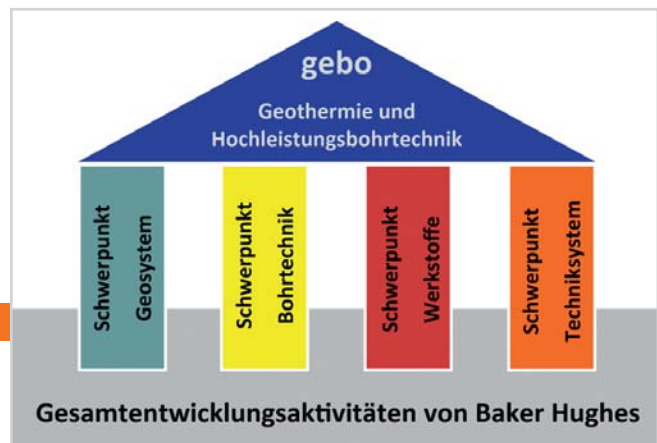 gebo
Geothermie und
Hochleistungsbohrtechnik
Schwerpunkt
Geosystem
Schwerpunkt
Bohrtechnik
Schwerpunkt
Werkstoffe
Schwerpunkt
Techniksystem
Gesamtentwicklungsaktivitäten von Baker Hughes